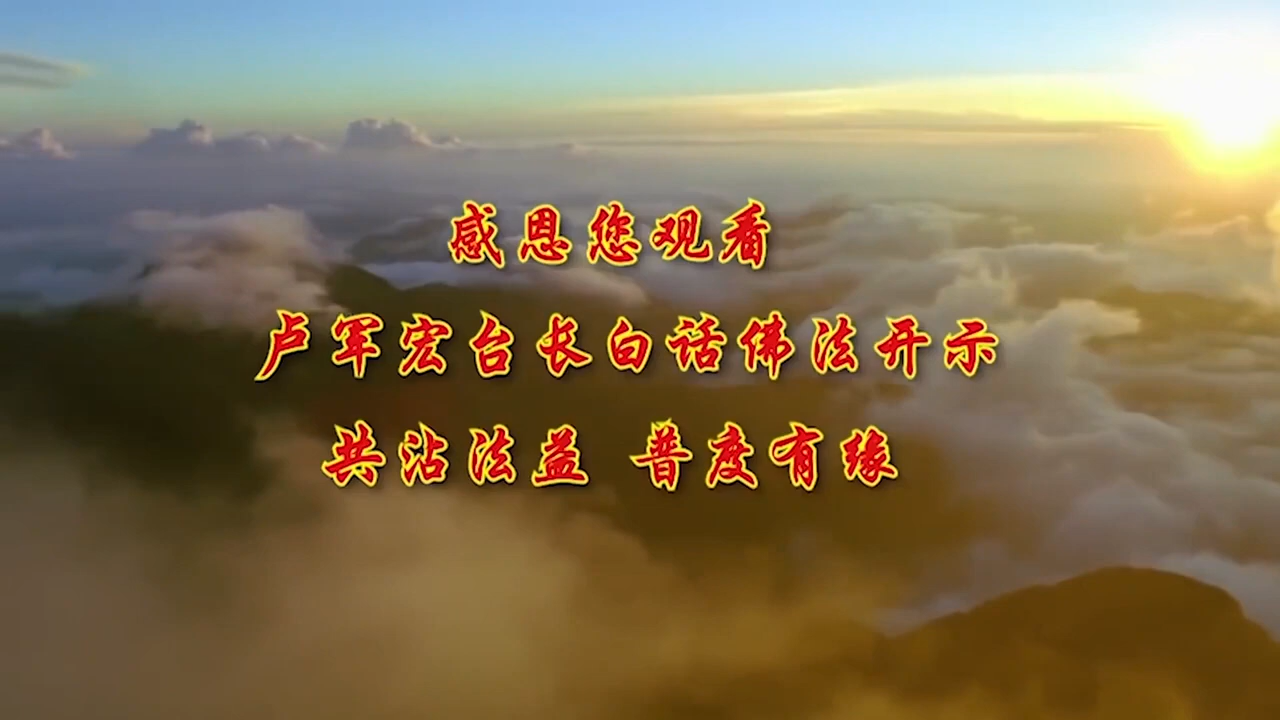 感恩您观看
卢军宏台长白话佛法开示
共沾法益 普度有缘